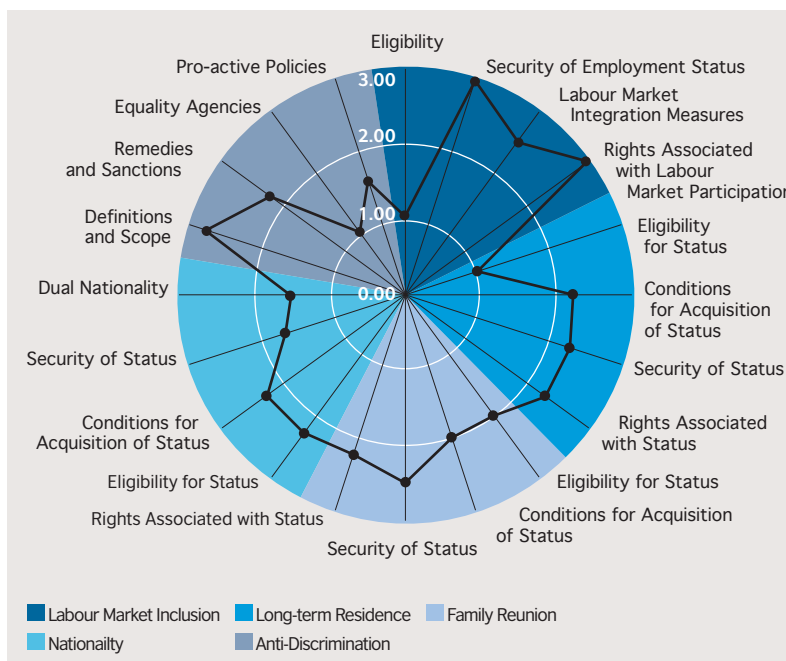 Eligibility
Pro-active Policies
3.00
Security of Employment Status
Equality Agencies
Labour Market
Integration Measures
2.00
Remedies
and Sanctions
Rights Associated
with Labour
Market Participation
Definitions
and Scope
1.00
Eligibility
for Status
Dual Nationality
0.00
Conditions
for Acquisition
of Status
Security of Status
Security of Status
Conditions for
Acquisition of Status
Rights Associated
with Status
Eligibility for Status
Eligibility for Status
Rights Associated with Status
Conditions for Acquisition
of Status
Security of Status
Labour Market Inclusion
Long-term Residence
Family Reunion
Nationailty
Anti-Discrimination